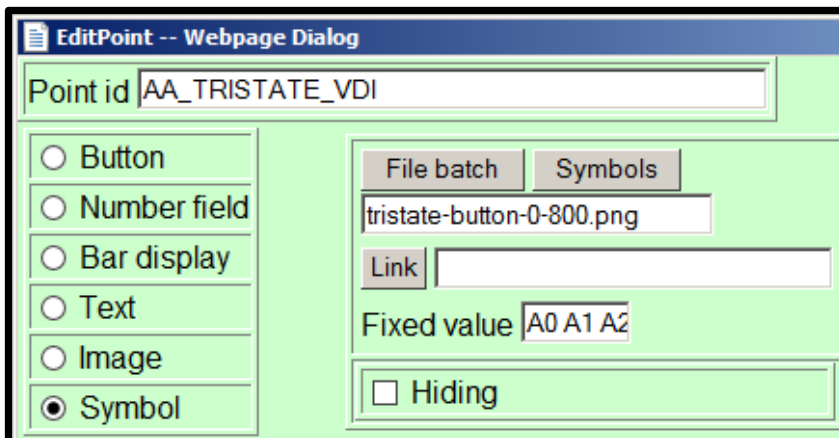 EditPoint -- Webpage Dialog
Point id AA_TRISTATE_VDI
Button
Number field
Bar display
Text
Image
Symbol
File batch Symbols
tristate-button-0-800.png
Link
Fixed value A0 A1 A2
Hiding